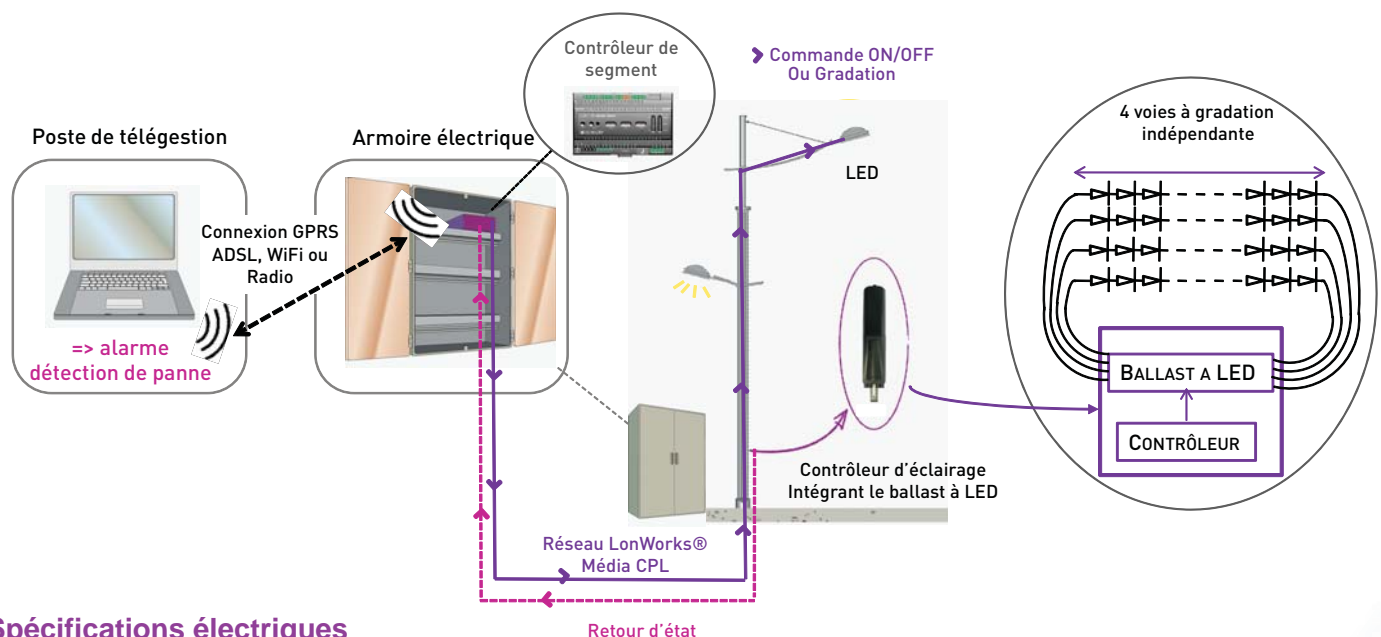 Poste de télégestion
Connexion GPRS
ADSL, WiFi ou
Radio
=> alarme
détection de panne
Armoire électrique
Contrôleur de
segment
Commande ON/OFF
Ou Gradation
LED
Contrôleur d'éclairage
Intégrant le ballast à LED
4 voies à gradation
indépendante
BALLAST A LED
CONTRÔLEUR
Réseau LonWorks®
Média CPL
Retour d'état
Spécifications électriques